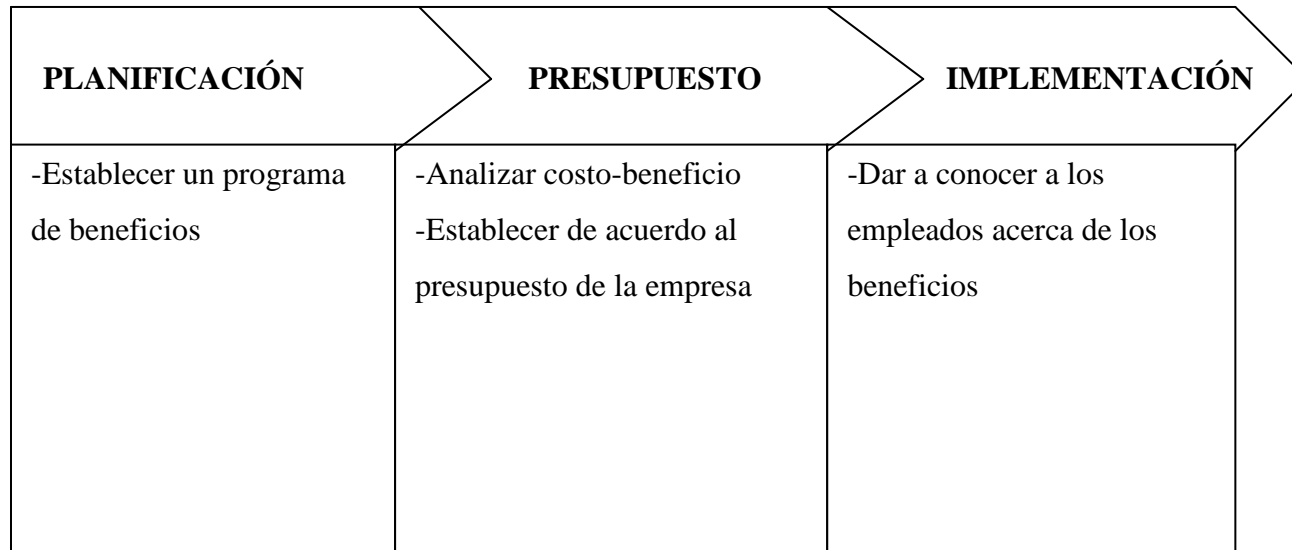 PLANIFICACIÓN
PRESUPUESTO
IMPLEMENTACIÓN
-Establecer un programa
de beneficios
-Analizar costo-beneficio
-Establecer de acuerdo al
presupuesto de la empresa
-Dar a conocer a los
empleados acerca de los
beneficios